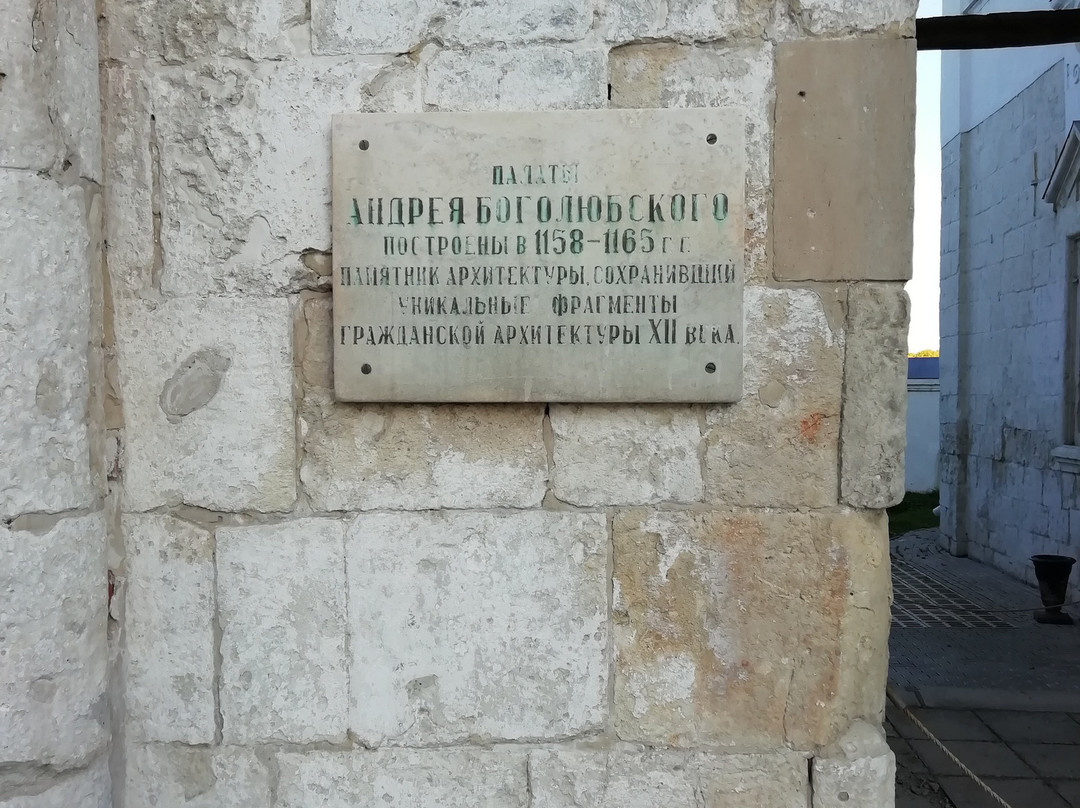 ПАЛАТЫ
АНДРЕЯ БОГОЛЮБСКОГО
ПОСТРОЕНЫ В 1158–1165 Г Г.
ПАМЯТНИК АРХИТЕКТУРЫ, СОХРАНИВШИЙ
УНИКАЛЬНЫЕ ФРАГМЕНТЫ
ГРАЖДАНСКОЙ АРХИТЕКТУРЫ XII ВЕКА.